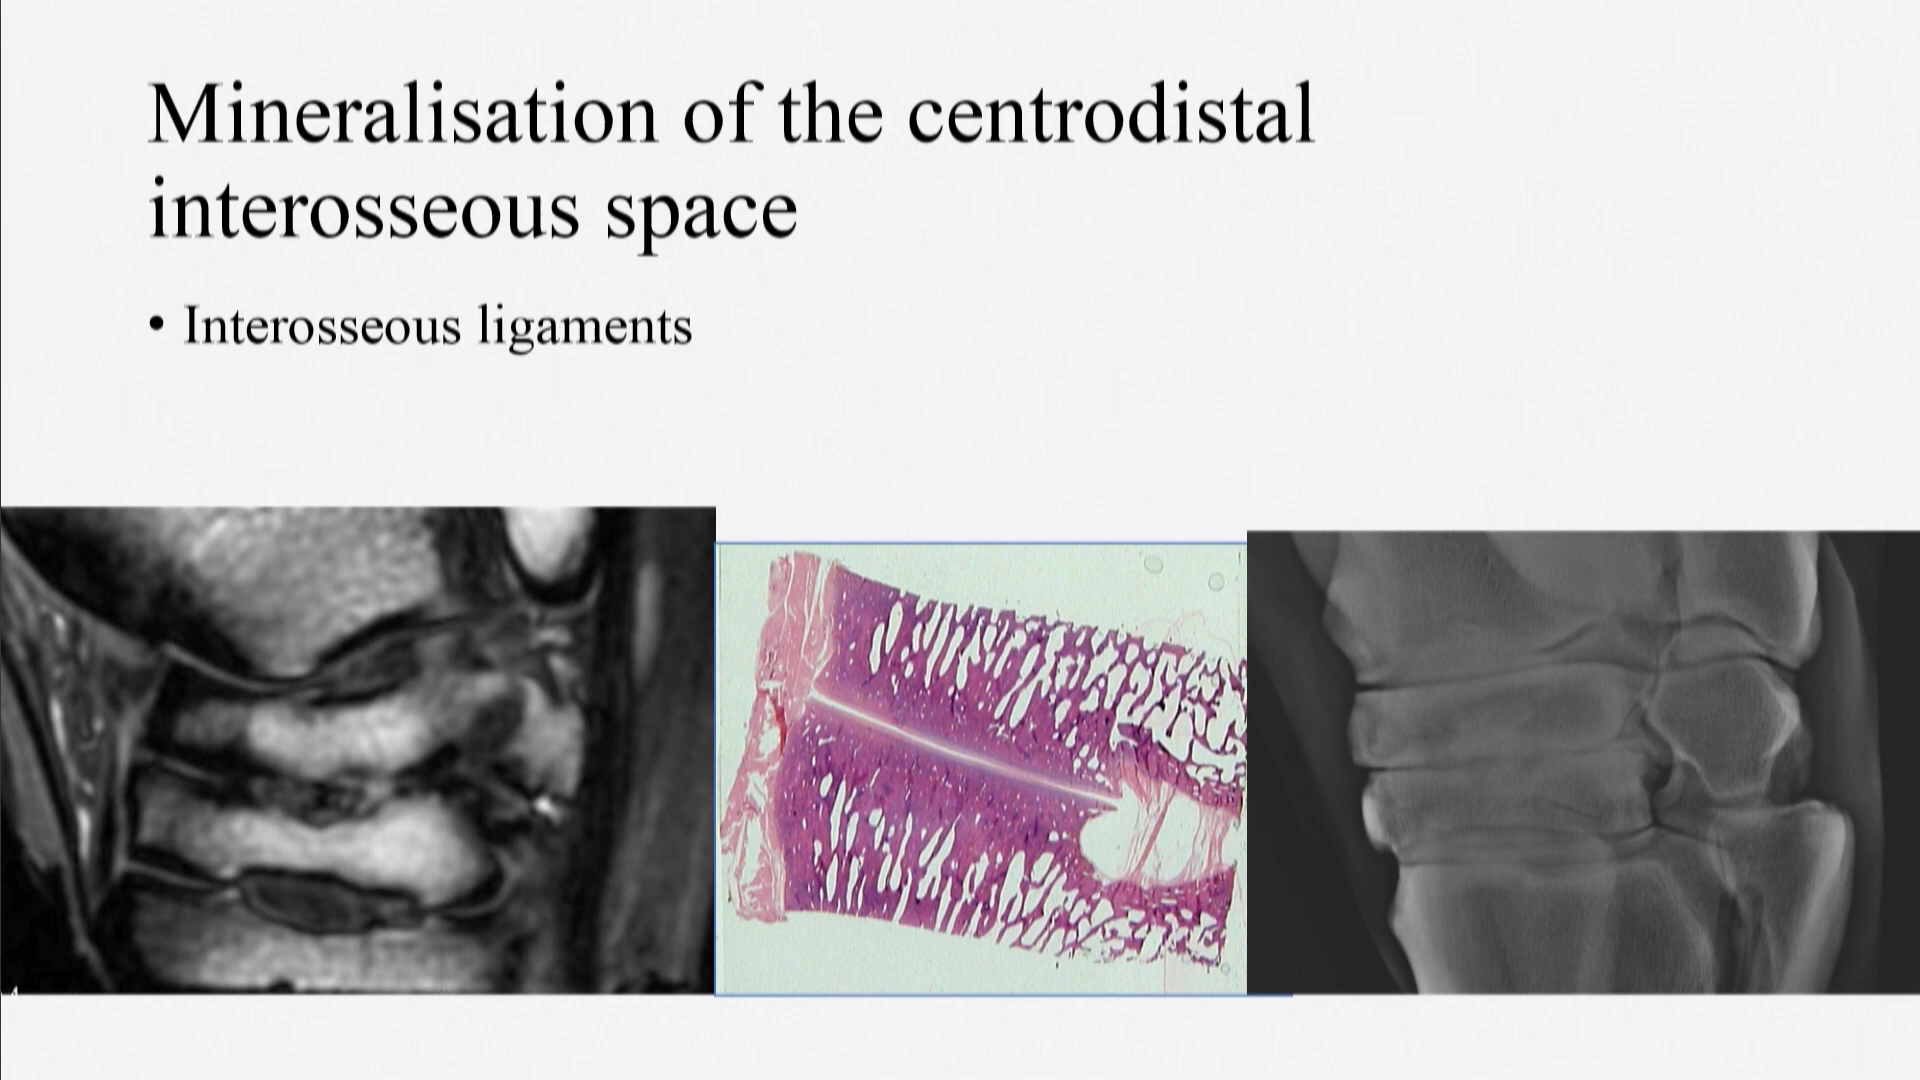 Mineralisation of the centrodistal
interosseous space
• Interosseous ligaments